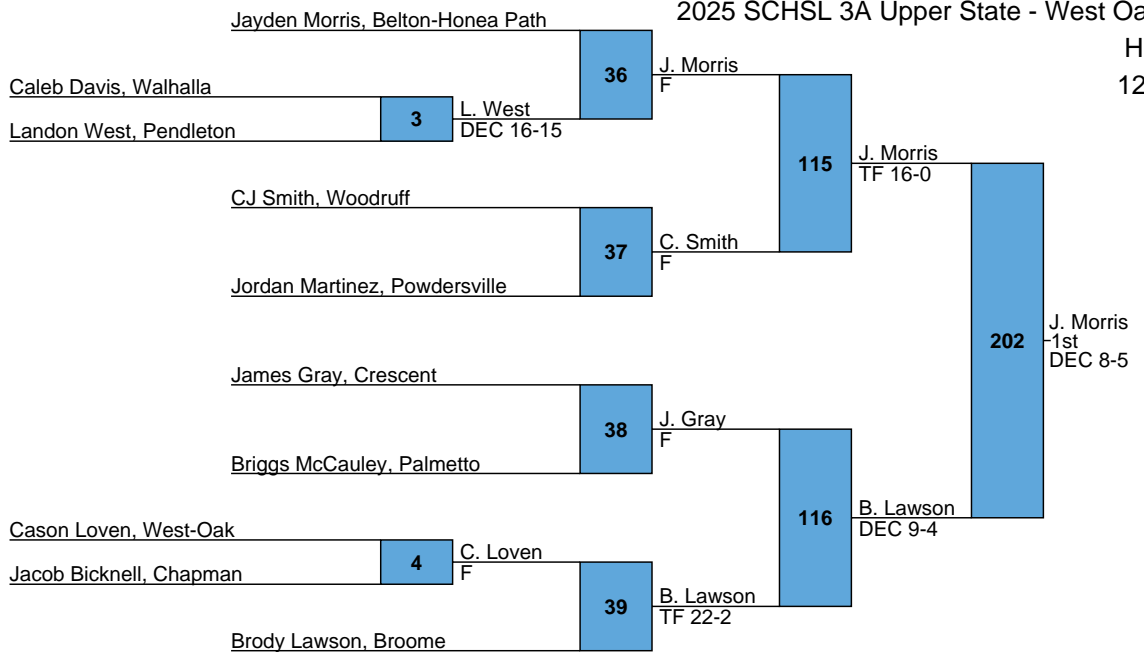 2025 SCHSL 3A Upper State - West Oa
H
12
Jayden Morris, Belton-Honea Path
36
J. Morris
F
Caleb Davis, Walhalla
3
L. West
DEC 16-15
Landon West, Pendleton
115
J. Morris
TF 16-0
CJ Smith, Woodruff
37
C. Smith
F
Jordan Martinez, Powdersville
202
J. Morris
1st
DEC 8-5
James Gray, Crescent
38
J. Gray
F
Briggs McCauley, Palmetto
116
B. Lawson
DEC 9-4
Cason Loven, West-Oak
4
C. Loven
F
Jacob Bicknell, Chapman
39
B. Lawson
TF 22-2
Brody Lawson, Broome